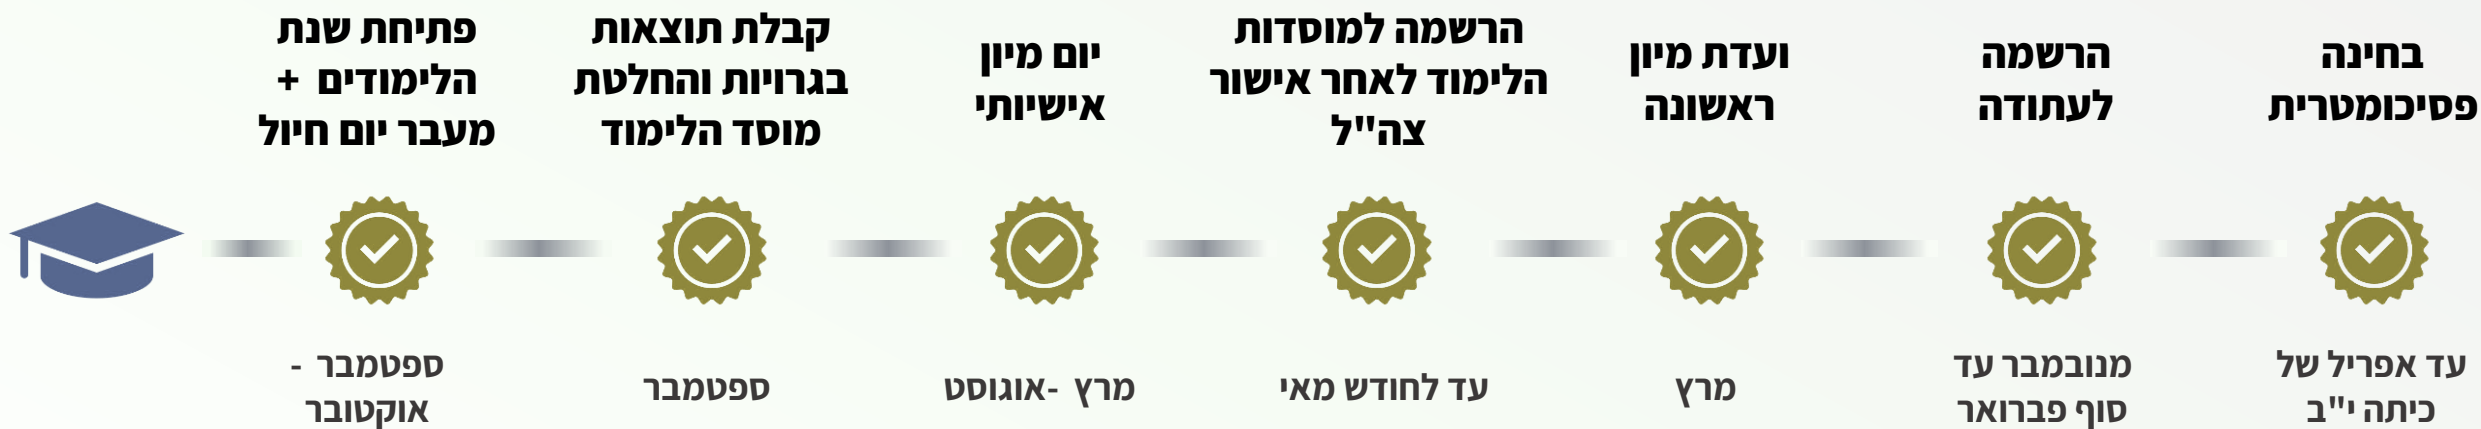 בחינה
פסיכומטרית
עד אפריל של
כיתה י"ב
הרשמה
לעתודה
מנובמבר עד
סוף פברואר
ועדת מיון
ראשונה
מרץ
הרשמה למוסדות
הלימוד לאחר אישור
צה"ל
עד לחודש מאי
יום מיון
אישיותי
מרץ -אוגוסט
קבלת תוצאות
בגרויות והחלטת
מוסד הלימוד
ספטמבר
פתיחת שנת
הלימודים +
מעבר יום חיול
ספטמבר -
אוקטובר